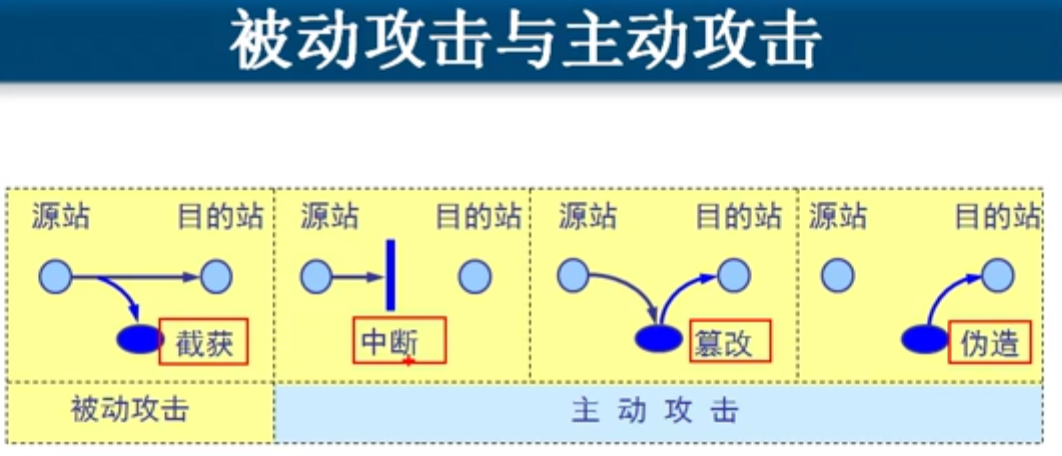 被动攻击与主动攻击
源站 目的站 源站 目的站 源站 目的站 源站 目的站
截获 中断 篡改 伪造
被动攻击 主动攻击